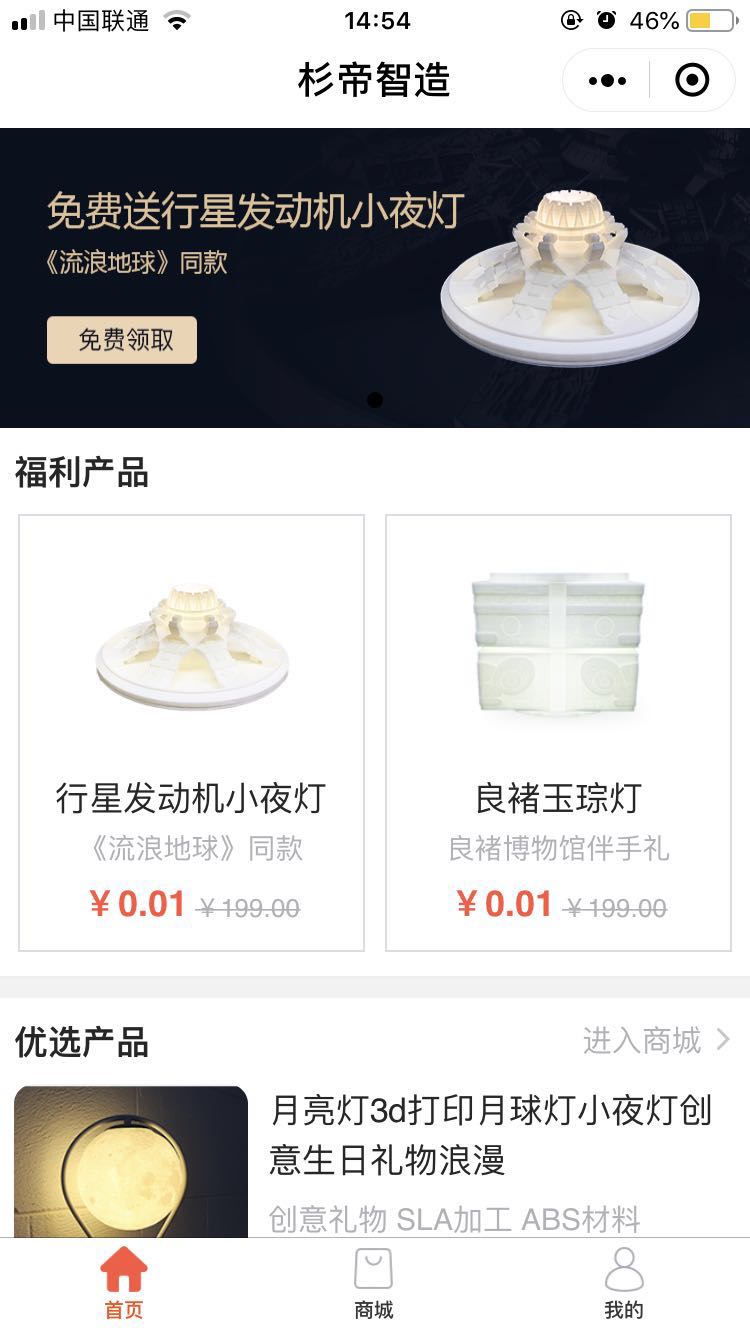 中国联通 14:54 46%
杉帝智造
免费送行星发动机小夜灯
《流浪地球》同款
免费领取
福利产品
行星发动机小夜灯
《流浪地球》同款
¥0.01 ¥199.00
良褚玉琮灯
良褚博物馆伴手礼
¥0.01 ¥199.00
优选产品
进入商城
月亮灯3d打印月球灯小夜灯创
意生日礼物浪漫
创意礼物 SLA加工 ABS材料
首页
商城
我的